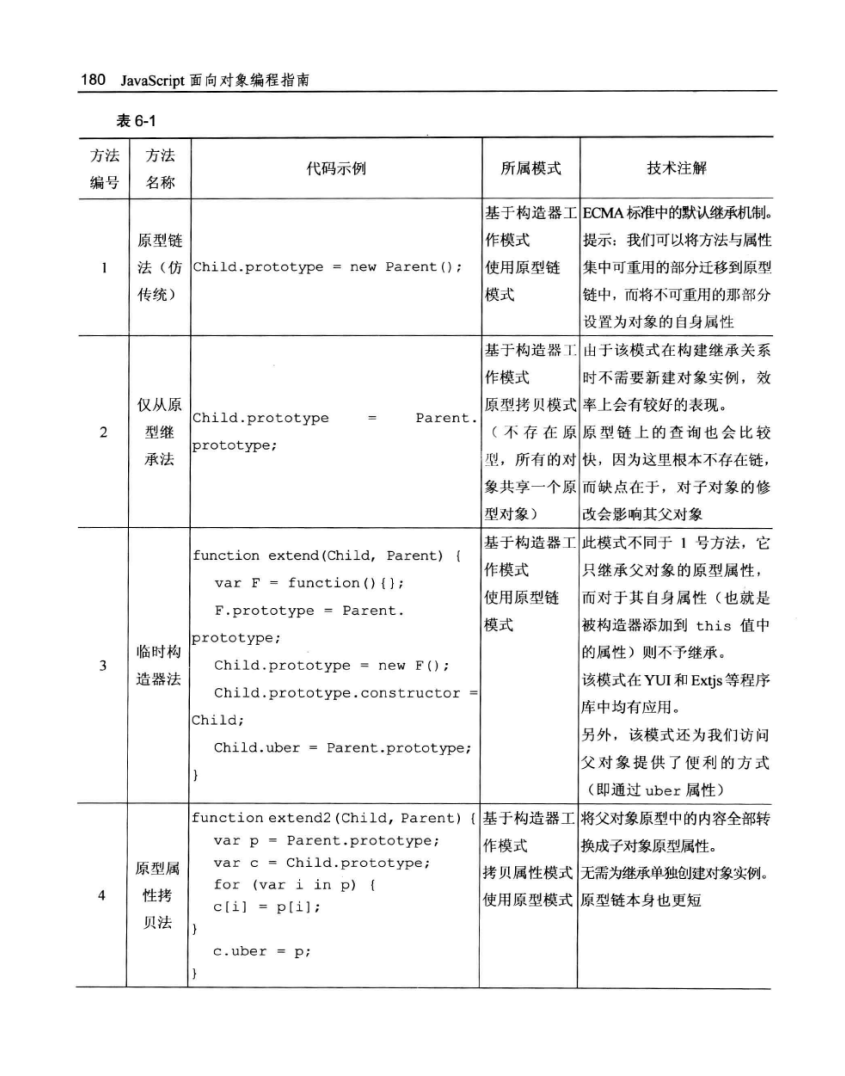 180 JavaScript 面向对象编程指南
表 6-1
方法
编号
方法
名称
代码示例
所属模式
技术注解
1
原型链
法（仿
传统）
Child.prototype = new Parent();
基于构造器工
作模式
使用原型链
模式
ECMA 标准中的默认继承机制。
提示：我们可以将方法与属性
集中可重用的部分迁移到原型
链中，而将不可重用的那部分
设置为对象的自身属性
2
仅从原
型继
承法
Child.prototype = Parent.
prototype;
基于构造器工
作模式
原型拷贝模式
（不存在原
型，所有的对
象共享一个原
型对象）
由于该模式在构建继承关系
时不需要新建对象实例，效
率上会有较好的表现。
原型链上的查询也会比较
快，因为这里根本不存在链，
而缺点在于，对子对象的修
改会影响其父对象
3
临时构
造器法
function extend(Child, Parent) {
var F = function(){};
F.prototype = Parent.
prototype;
Child.prototype = new F();
Child.prototype.constructor =
Child;
Child.uber = Parent.prototype;
}
基于构造器工
作模式
使用原型链
模式
此模式不同于 1 号方法，它
只继承父对象的原型属性，
而对于其自身属性（也就是
被构造器添加到 this 值中
的属性）则不予继承。
该模式在 YUI 和 Extjs 等程序
库中均有应用。
另外，该模式还为我们访问
父对象提供了便利的方式
（即通过 uber 属性）
4
原型属
性拷
贝法
function extend2(Child, Parent) {
var p = Parent.prototype;
var c = Child.prototype;
for (var i in p) {
c[i] = p[i];
}
c.uber = p;
}
基于构造器工
作模式
拷贝属性模式
使用原型模式
将父对象原型中的内容全部转
换成子对象原型属性。
无需为继承单独创建对象实例。
原型链本身也更短